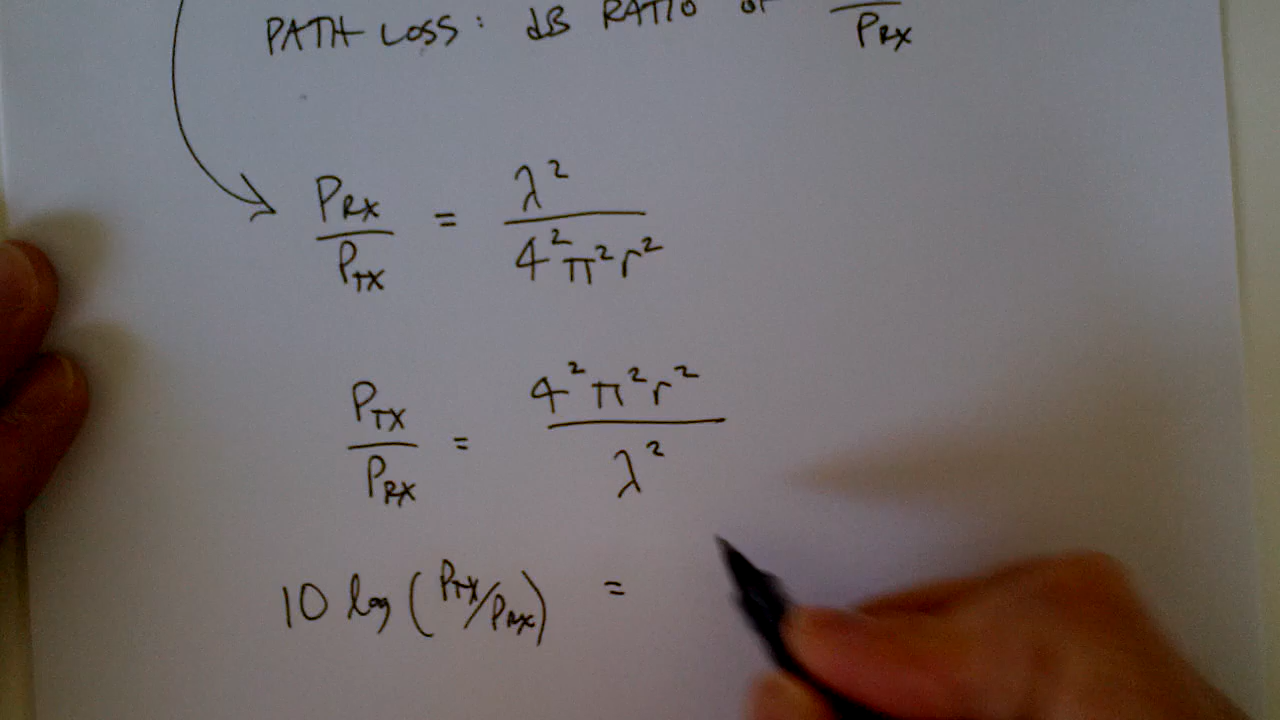 PATH LOSS: dB RATIO OF /PRX
PRX/PTX = λ²/4²π²r²
PTX/PRX = 4²π²r²/λ²
10 log (PTX/PRX) =